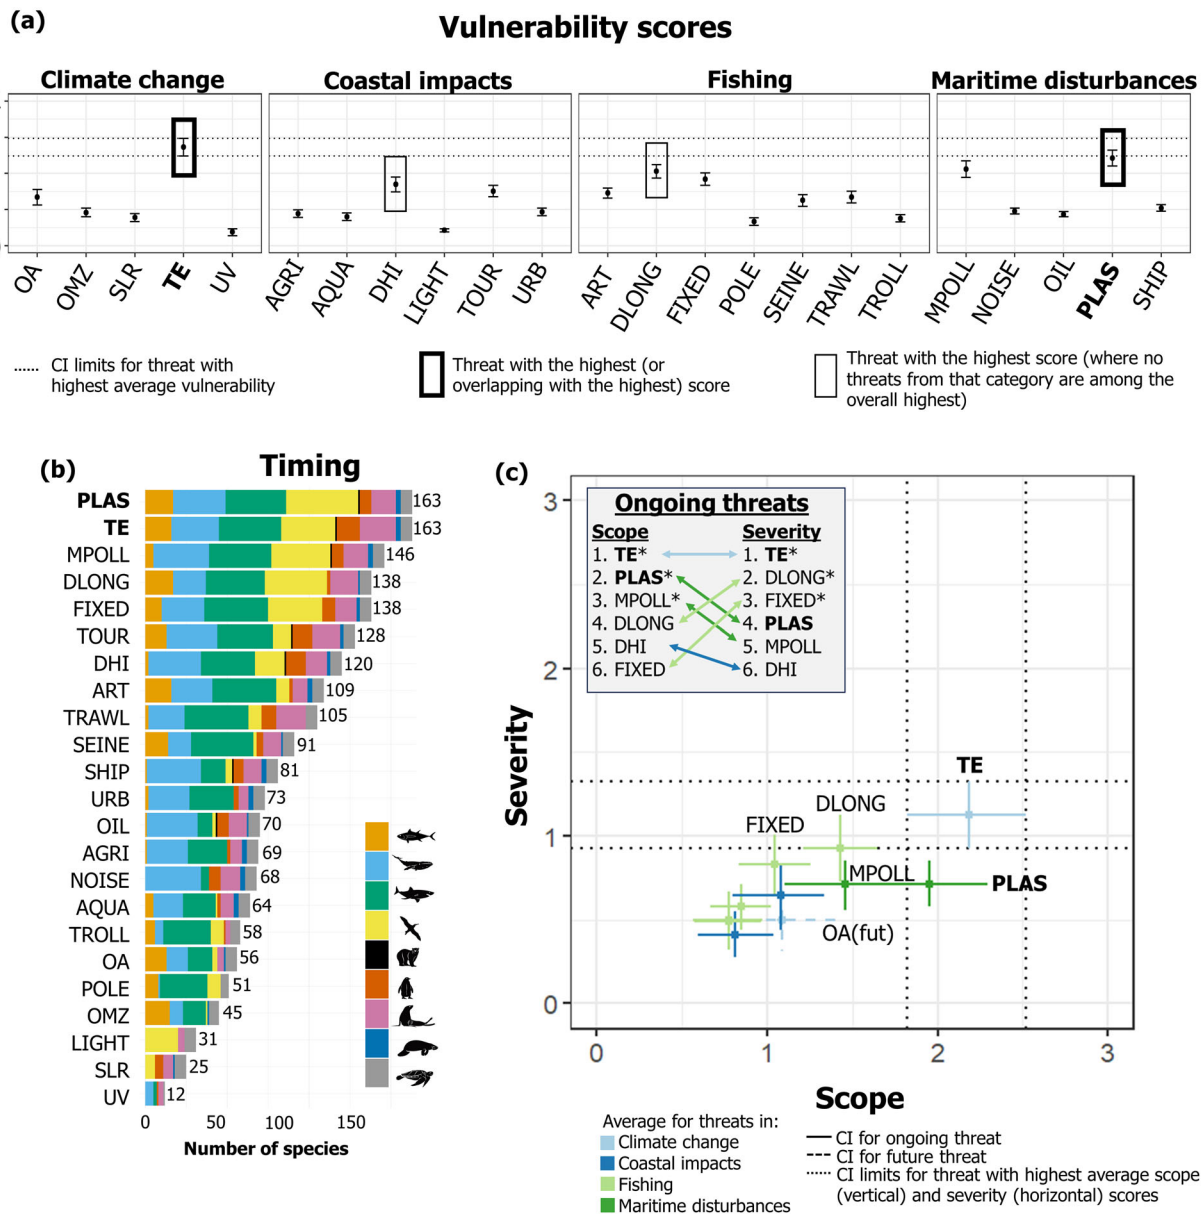 (a)
Vulnerability scores
Climate change
Coastal impacts
Fishing
Maritime disturbances
OA
OMZ
SLR
TE
UV
AGRI
AQUA
DHI
LIGHT
TOUR
URB
ART
DLONG
FIXED
POLE
SEINE
TRAWL
TROLL
MPOLL
NOISE
OIL
PLAS
SHIP
CI limits for threat with
highest average vulnerability
Threat with the highest (or
overlapping with the highest) score
Threat with the highest score (where no
threats from that category are among the
overall highest)
(b)
Timing
PLAS 163
TE 163
MPOLL 146
DLONG 138
FIXED 138
TOUR 128
DHI 120
ART 109
TRAWL 105
SEINE 91
SHIP 81
URB 73
OIL 70
AGRI 69
NOISE 68
AQUA 64
TROLL 58
OA 56
POLE 51
OMZ 45
LIGHT 31
SLR 25
UV 12
0 50 100 150
Number of species
(c)
Ongoing threats
Scope Severity
1. TE* 1. TE*
2. PLAS* 2. DLONG*
3. MPOLL* 3. FIXED*
4. DLONG 4. PLAS
5. DHI 5. MPOLL
6. FIXED 6. DHI
3
2
1
0
Severity
TE
DLONG
FIXED
MPOLL
PLAS
OA(fut)
0 1 2 3
Scope
Average for threats in:
Climate change
Coastal impacts
Fishing
Maritime disturbances
CI for ongoing threat
CI for future threat
CI limits for threat with highest average scope
(vertical) and severity (horizontal) scores